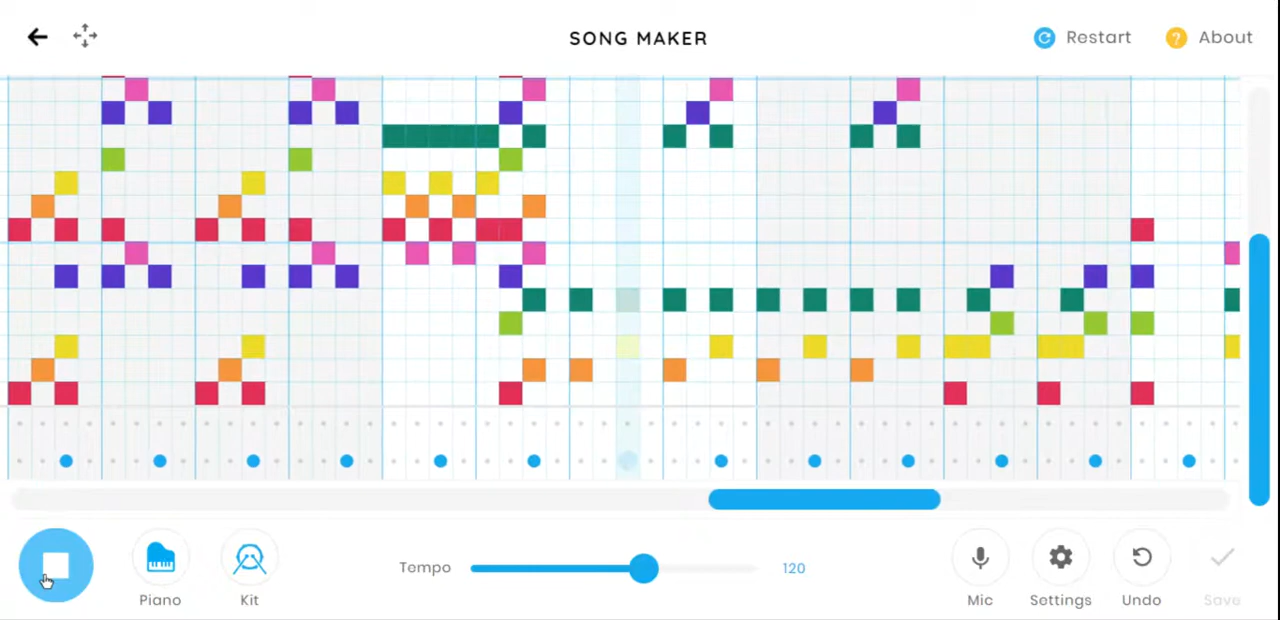 SONG MAKER
Restart
About
Tempo
120
Piano
Kit
Mic
Settings
Undo
Save